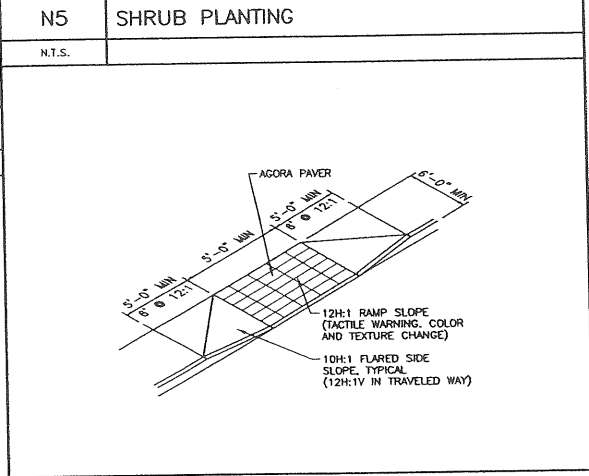 N5
SHRUB PLANTING
N.T.S.
AGORA PAVER
6'-0" MIN
5'-0" MIN
6' @ 12:1
5'-0" MIN
5'-0" MIN
6' @ 12:1
12H:1 RAMP SLOPE
(TACTILE WARNING. COLOR
AND TEXTURE CHANGE)
10H:1 FLARED SIDE
SLOPE. TYPICAL
(12H:1V IN TRAVELED WAY)